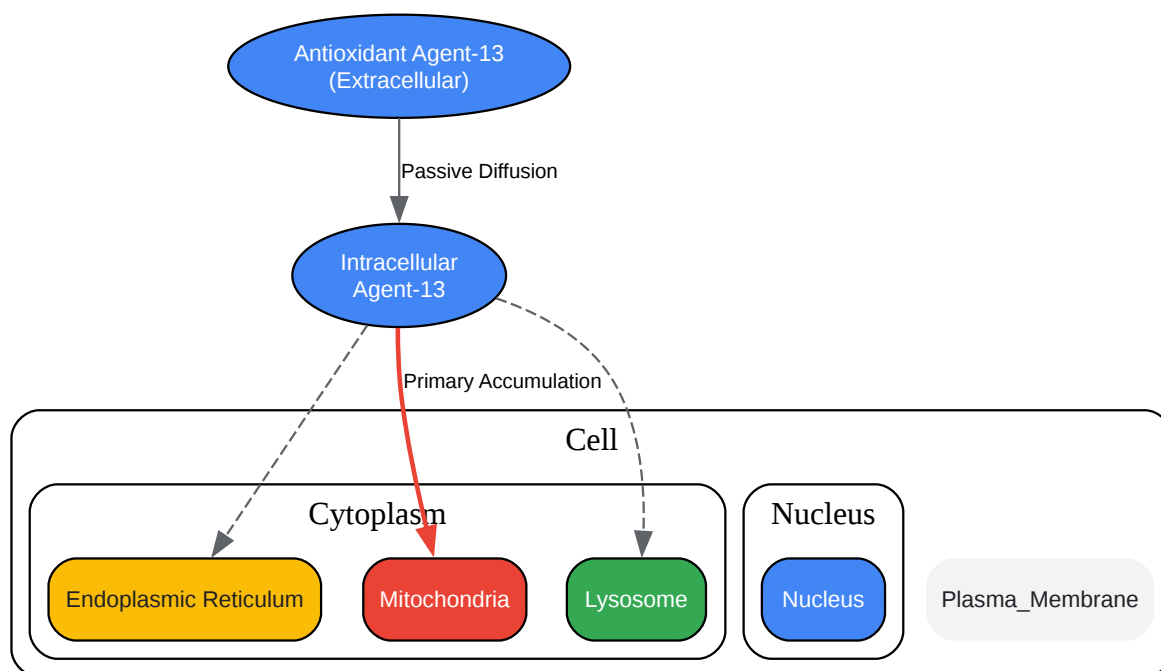 Antioxidant Agent-13
(Extracellular)
Passive Diffusion
Intracellular
Agent-13
Primary Accumulation
Cell
Cytoplasm
Nucleus
Endoplasmic Reticulum
Mitochondria
Lysosome
Nucleus
Plasma_Membrane